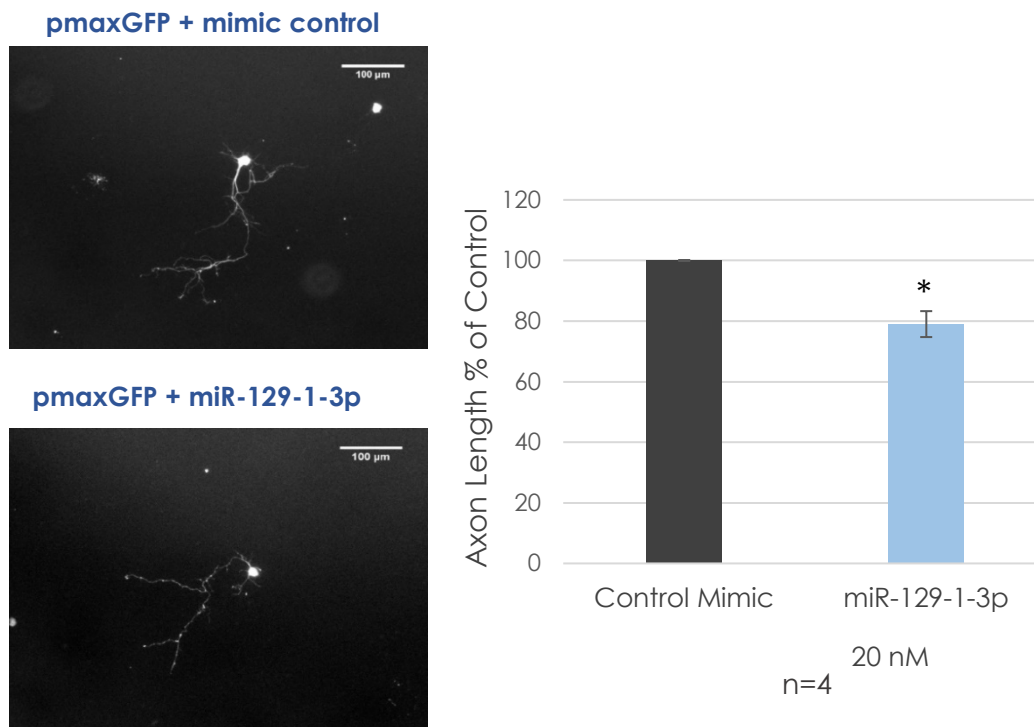 pmaxGFP + mimic control
100 µm
pmaxGFP + miR-129-1-3p
100 µm
Axon Length % of Control
120
100
80
60
40
20
0
*
Control Mimic
miR-129-1-3p
20 nM
n=4